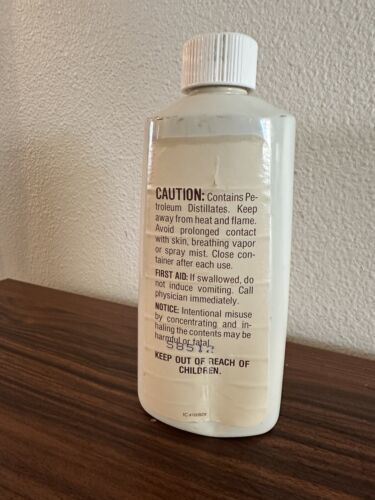 CAUTION: Contains Pe-
troleum Distillates. Keep
away from heat and flame.
Avoid prolonged contact
with skin, breathing vapor
or spray mist. Close con-
tainer after each use.
FIRST AID: If swallowed, do
not induce vomiting. Call
physician immediately.
NOTICE: Intentional misuse
by concentrating and in-
haling the contents may be
harmful or fatal.
KEEP OUT OF REACH OF
CHILDREN.